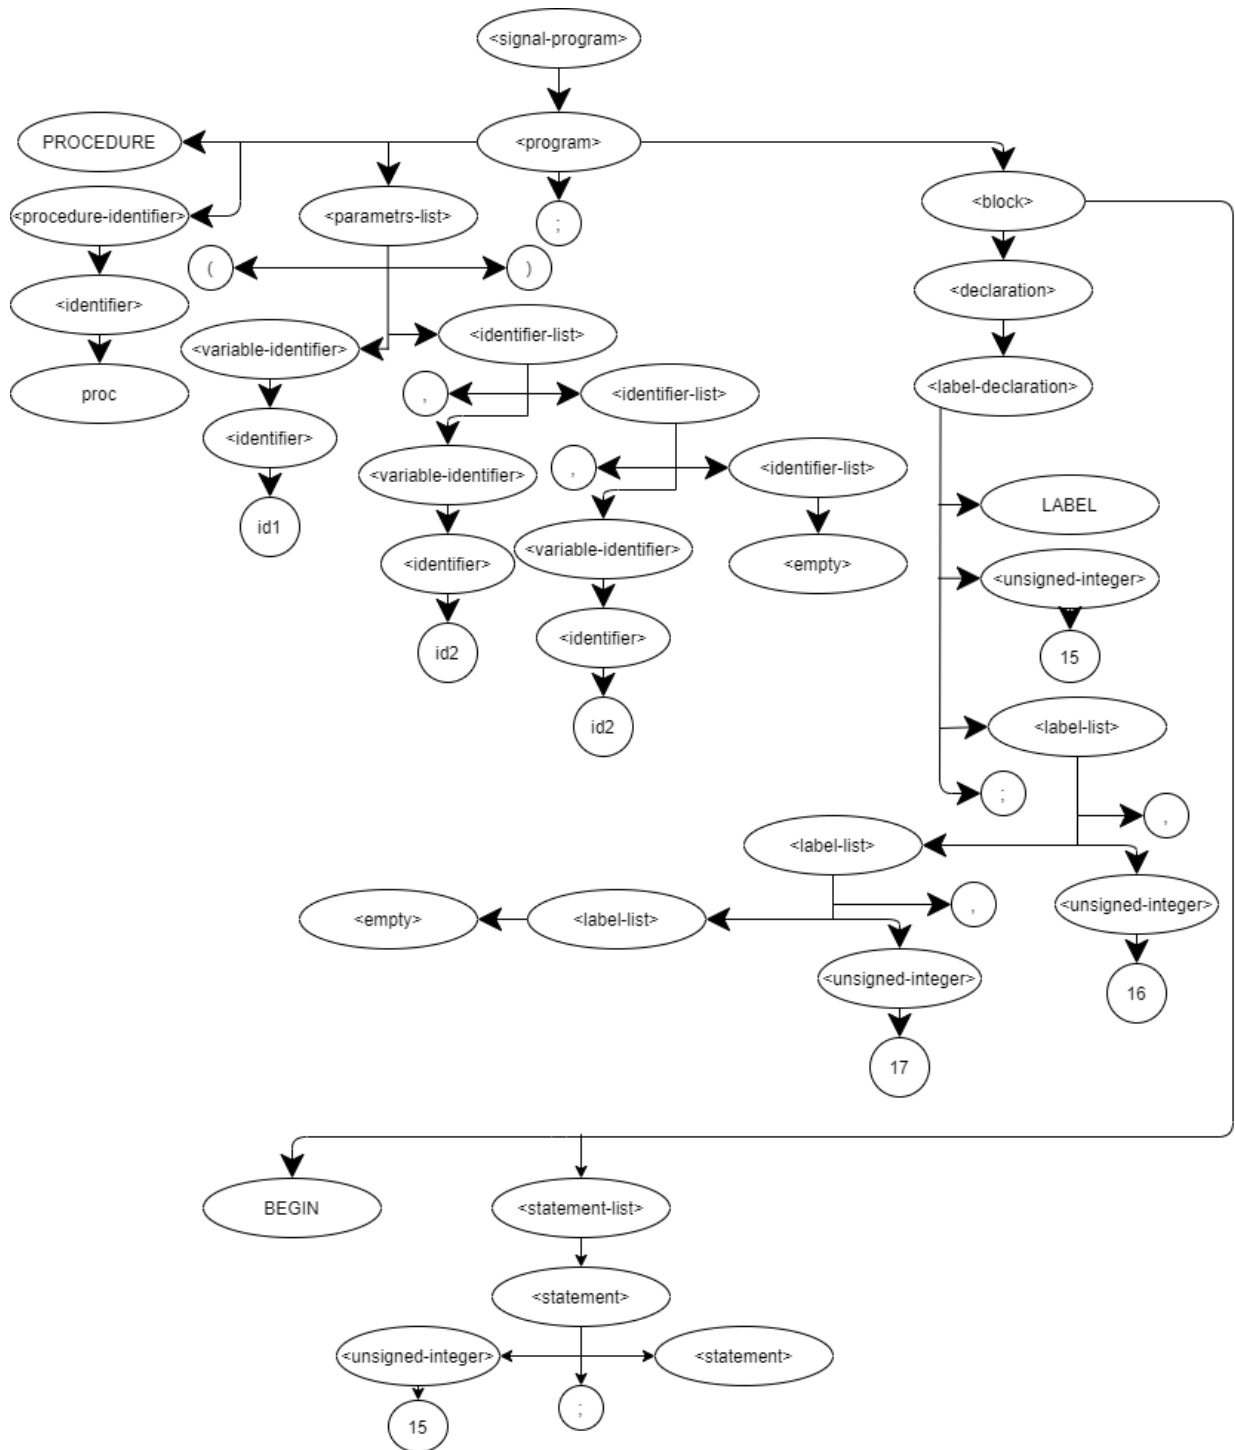 <signal-program>
PROCEDURE
<program>
<procedure-identifier>
<parametrs-list>
;
<block>
(
)
<identifier>
<declaration>
<variable-identifier>
<identifier-list>
proc
,
<identifier-list>
<label-declaration>
<identifier>
<variable-identifier>
,
<identifier-list>
id1
LABEL
<identifier>
<variable-identifier>
<empty>
<unsigned-integer>
id2
<identifier>
15
id2
<label-list>
;
,
<label-list>
<empty>
<label-list>
,
<unsigned-integer>
<unsigned-integer>
16
17
BEGIN
<statement-list>
<statement>
<unsigned-integer>
<statement>
;
15